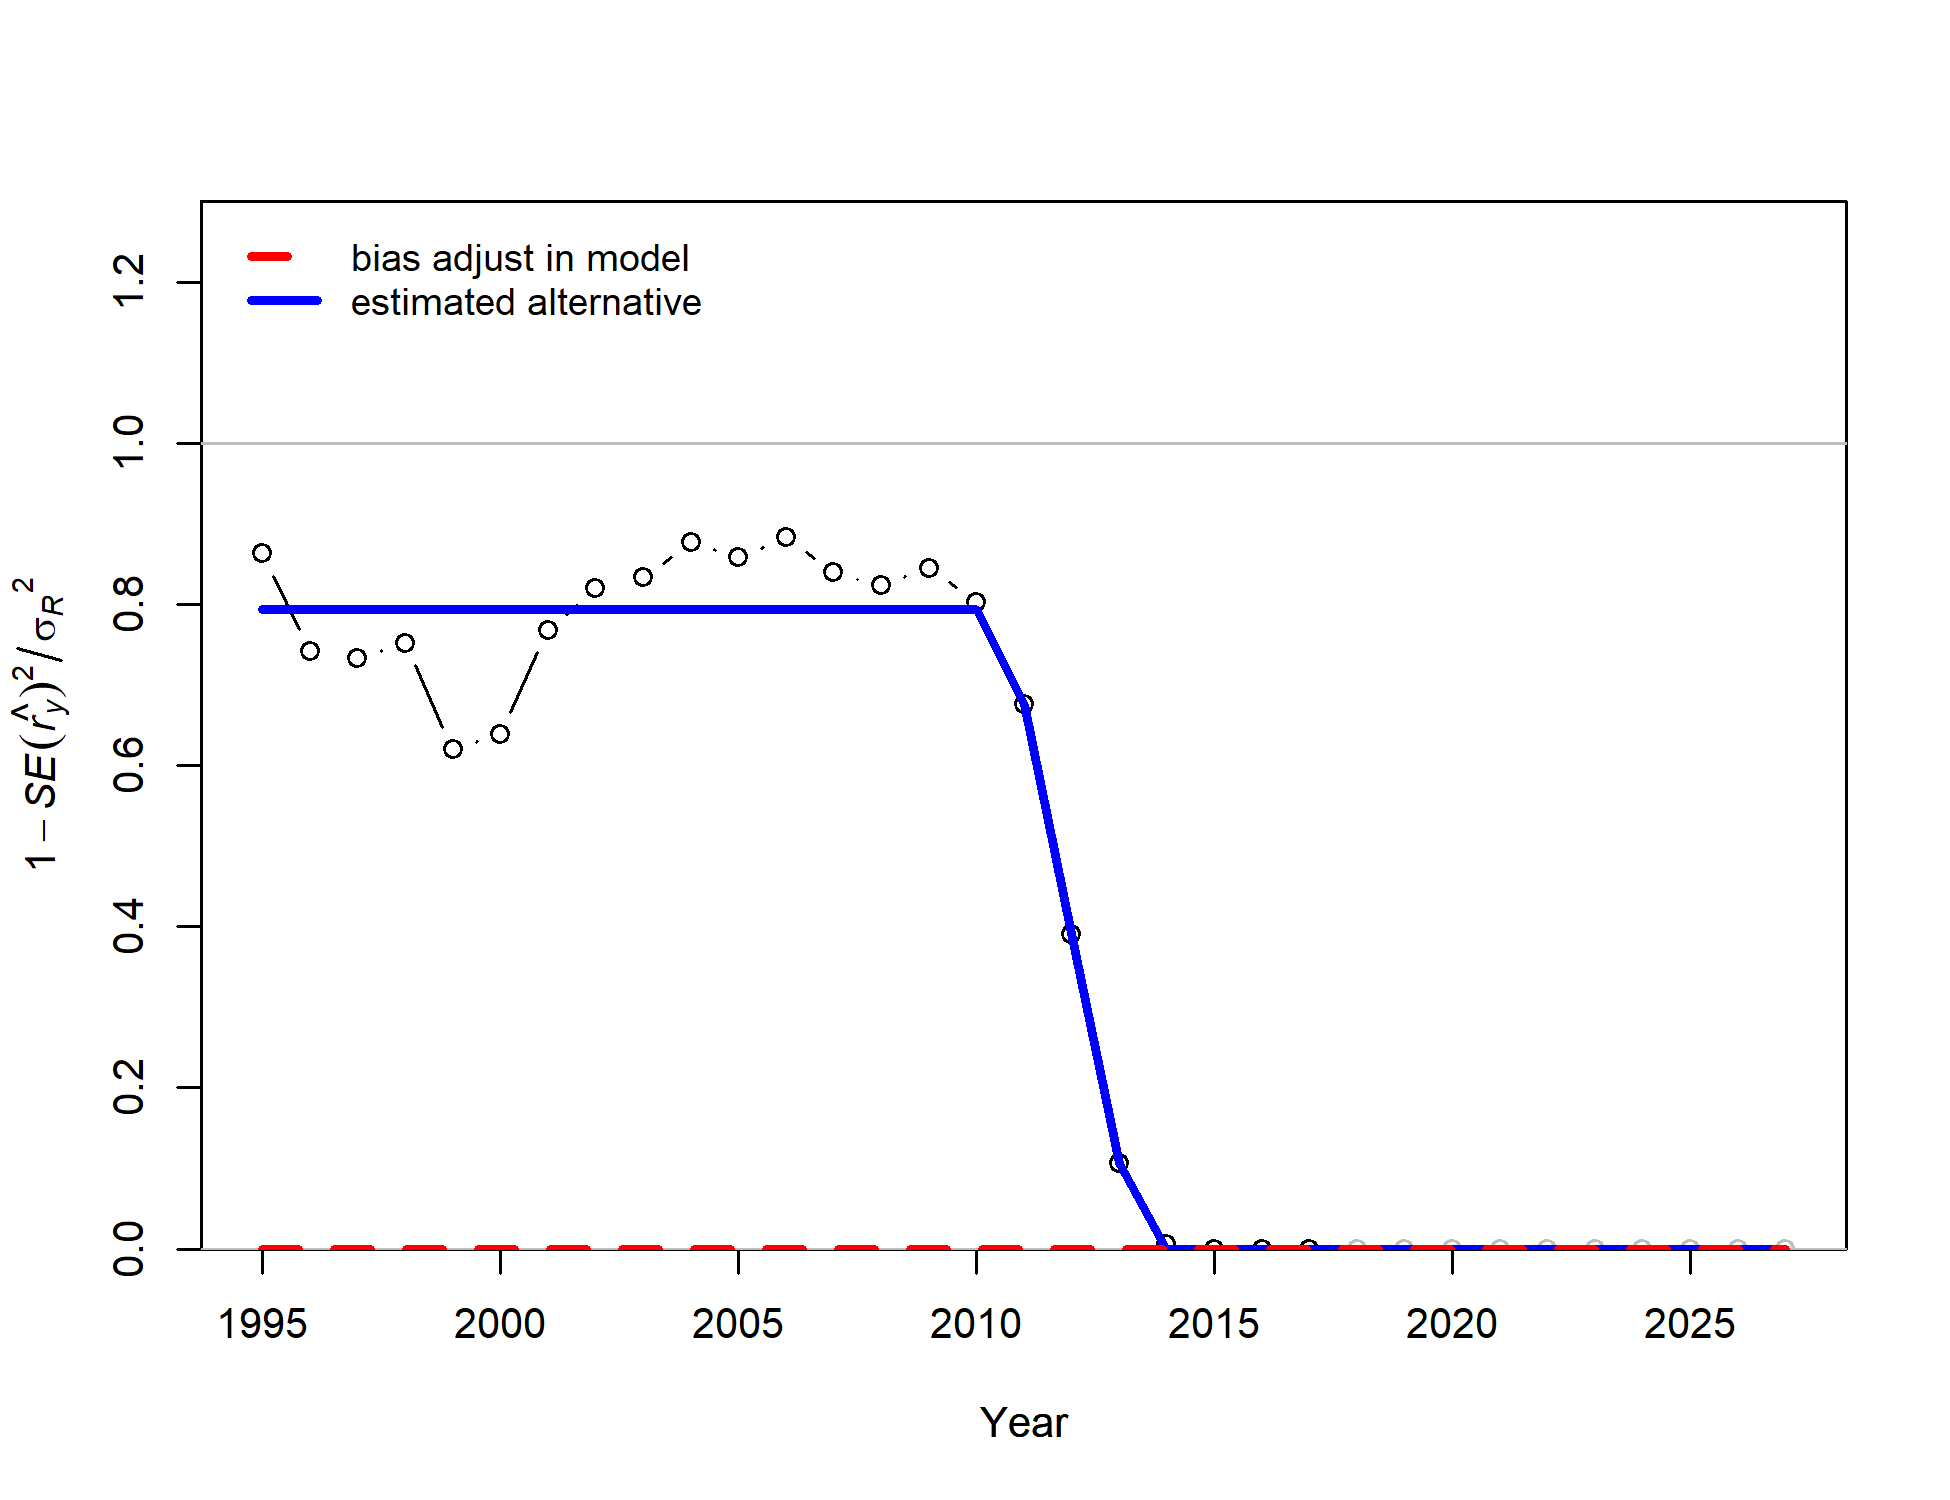 bias adjust in model
estimated alternative
1 − SE(r̂y)² / σR²
0.0 0.2 0.4 0.6 0.8 1.0 1.2
1995 2000 2005 2010 2015 2020 2025
Year